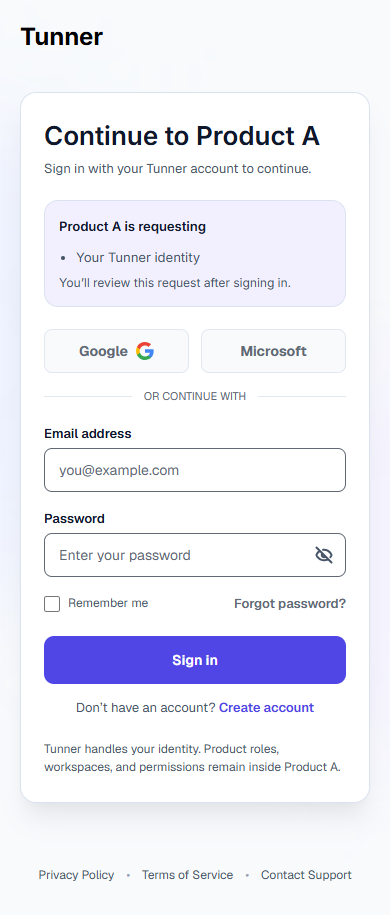 Tunner
Continue to Product A
Sign in with your Tunner account to continue.
Product A is requesting
• Your Tunner identity
You’ll review this request after signing in.
Google
Microsoft
OR CONTINUE WITH
Email address
you@example.com
Password
Enter your password
Remember me
Forgot password?
Sign in
Don’t have an account? Create account
Tunner handles your identity. Product roles,
workspaces, and permissions remain inside Product A.
Privacy Policy • Terms of Service • Contact Support